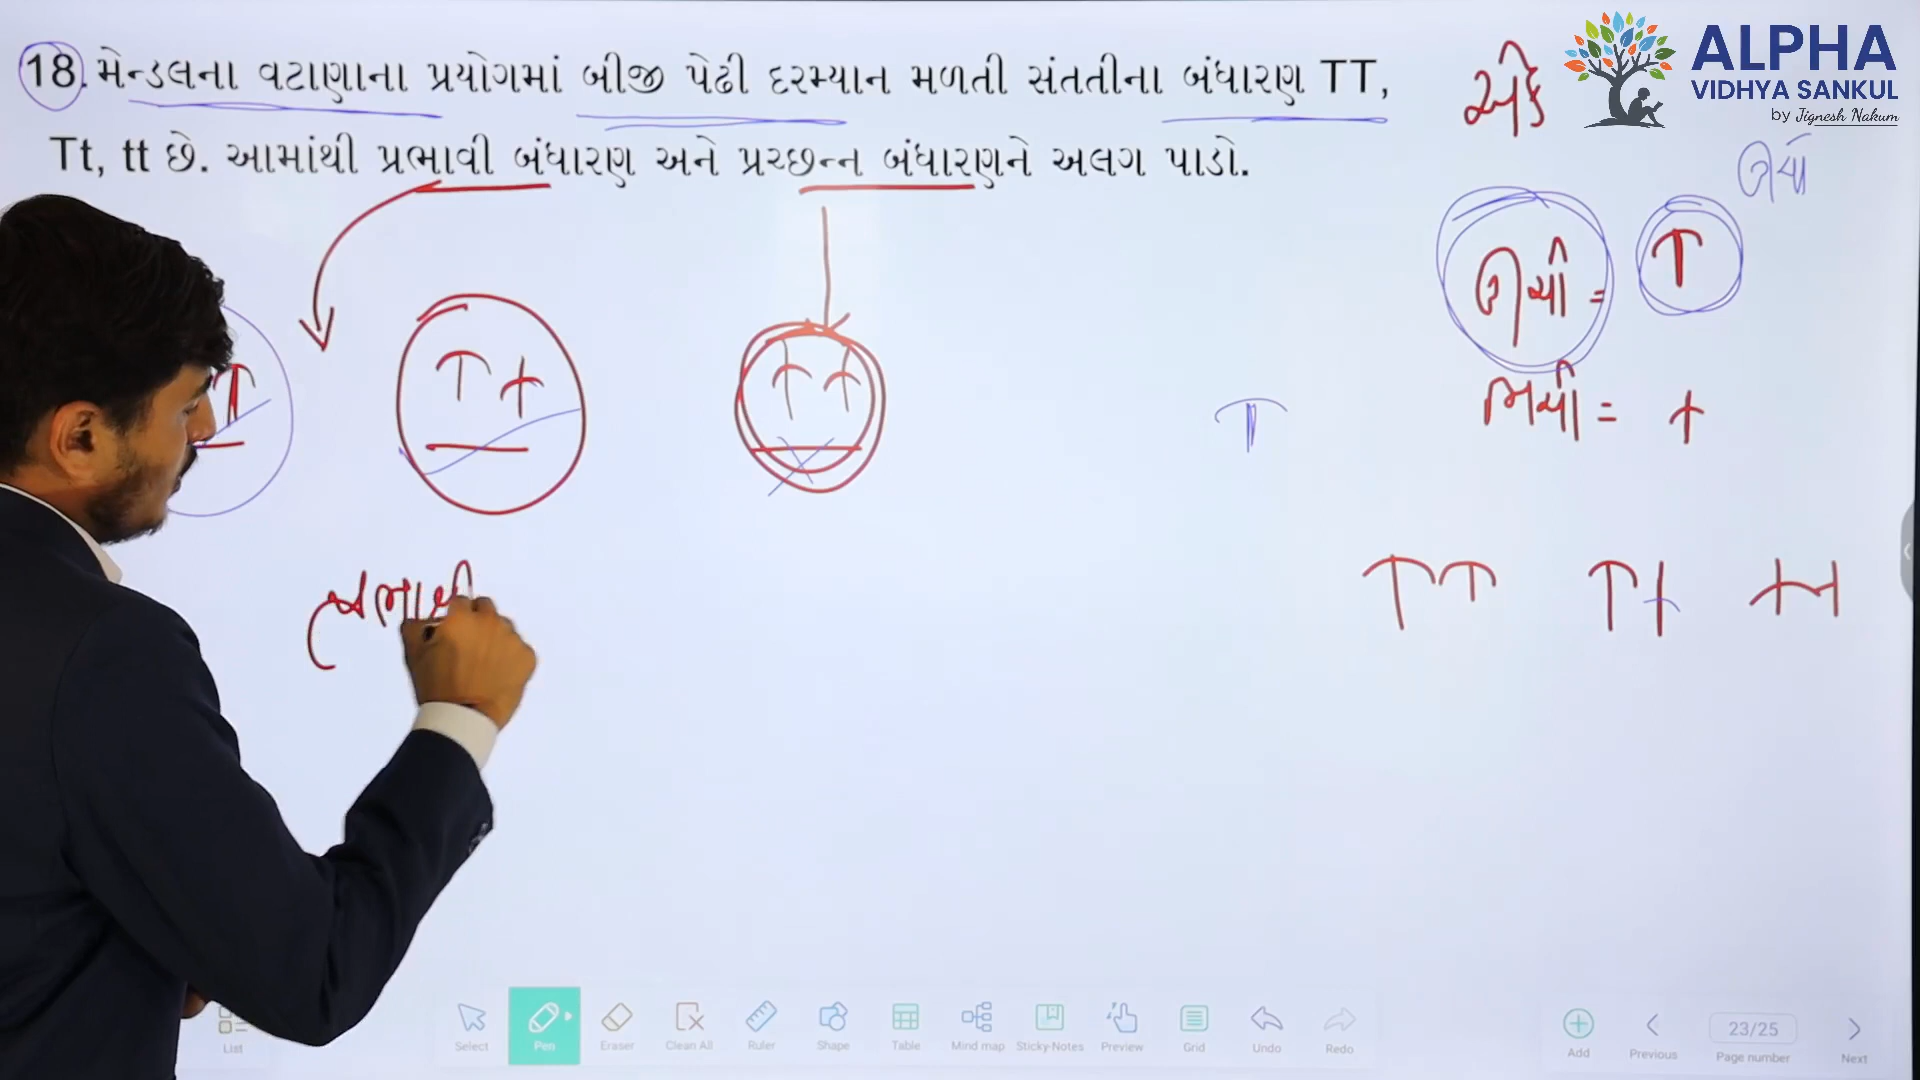 18. મેન્ડલના વટાણાના પ્રયોગમાં બીજી પેઢી દરમ્યાન મળતી સંતતીના બંધારણ TT,
Tt, tt છે. આમાંથી પ્રભાવી બંધારણ અને પ્રચ્છન્ન બંધારણને અલગ પાડો.
ALPHA
VIDHYA SANKUL
by Jignesh Nakum
T
T t
t t
= T
T
= t
TT Tt tt
પ્રભાવી
List
Select
Pen
Eraser
Clean All
Ruler
Shape
Table
Mind map
Sticky-Notes
Preview
Grid
Undo
Redo
Add
Previous
23/25
Page number
Next